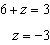 6 + z = 3
z = −3